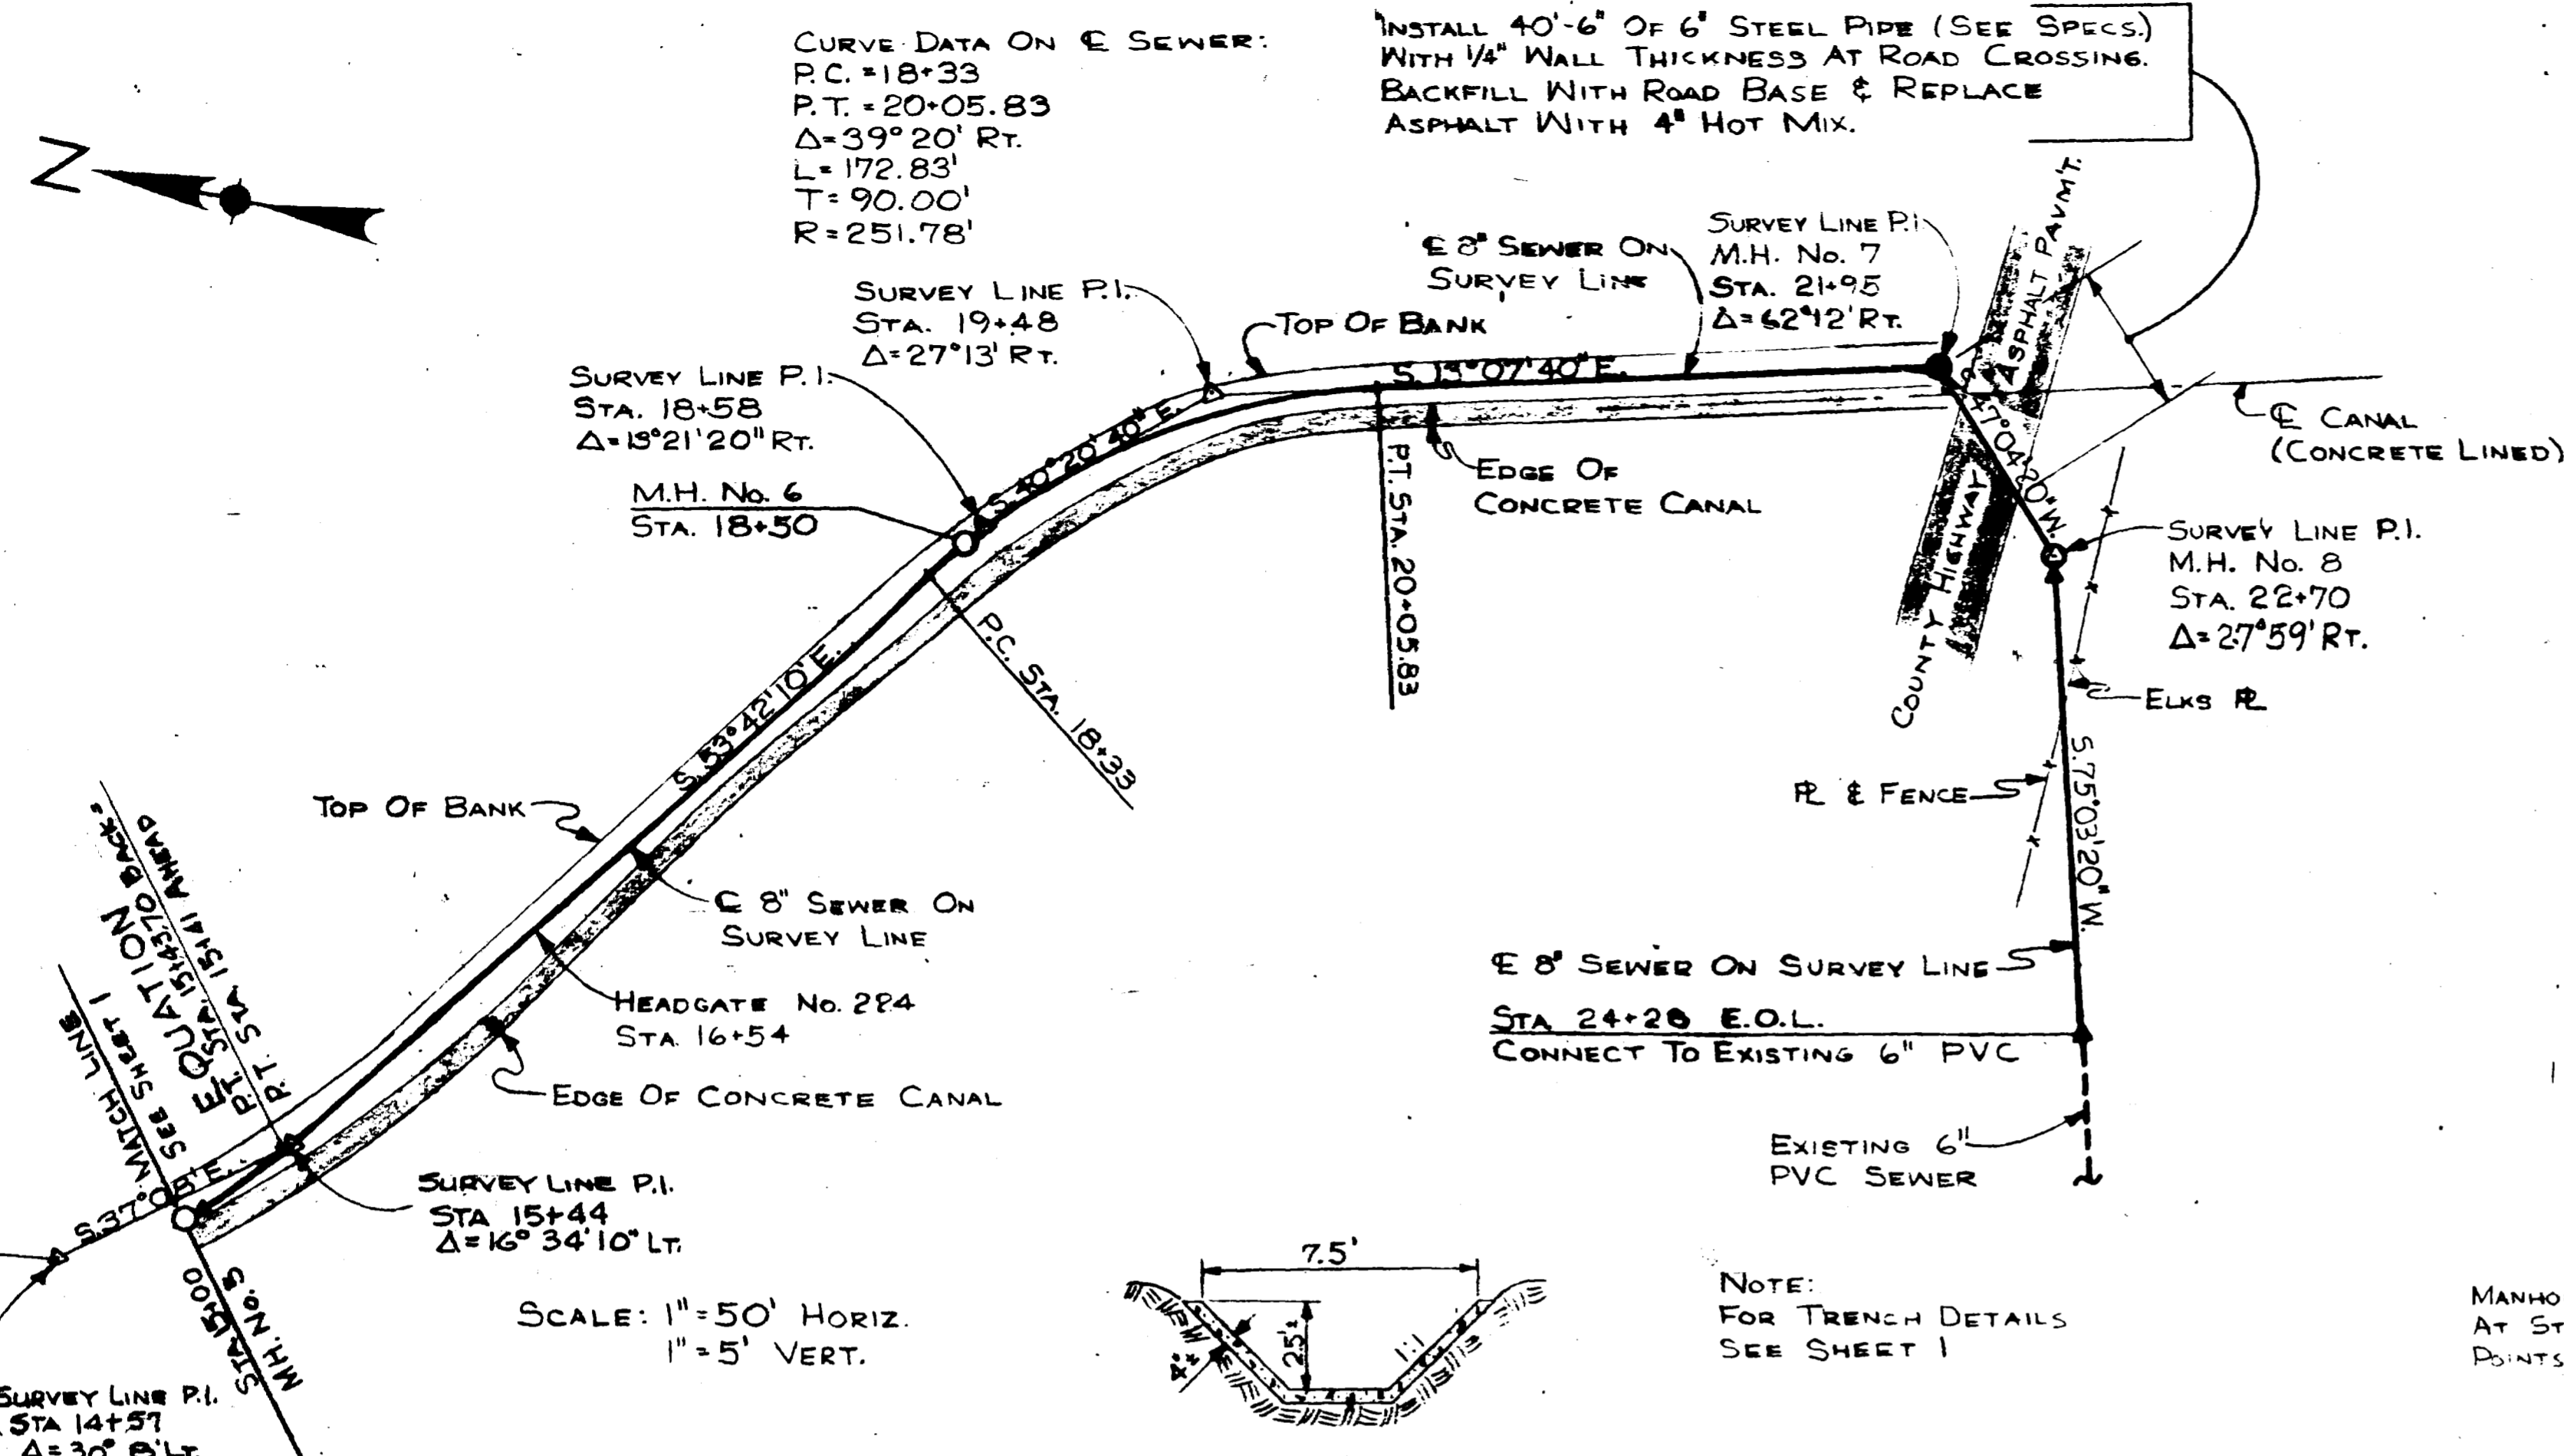 CURVE DATA ON ℄ SEWER:
P.C. = 18+33
P.T. = 20+05.83
Δ=39°20' RT.
L=172.83'
T=90.00'
R=251.78'
INSTALL 40'-6" OF 6" STEEL PIPE (SEE SPECS.)
WITH 1/4" WALL THICKNESS AT ROAD CROSSING.
BACKFILL WITH ROAD BASE & REPLACE
ASPHALT WITH 4" HOT MIX.
N
SURVEY LINE P.I.
STA. 19+48
Δ=27°13' RT.
TOP OF BANK
℄ 8" SEWER ON
SURVEY LINE
SURVEY LINE P.I.
M.H. No. 7
STA. 21+95
Δ=62°12' RT.
ASPHALT PAVM'T.
SURVEY LINE P.I.
STA. 18+58
Δ=13°21'20" RT.
M.H. No. 6
STA. 18+50
S. 40°20'40" E.
S. 13°07'40" E.
47°04'20" W.
℄ CANAL
(CONCRETE LINED)
EDGE OF
CONCRETE CANAL
P.T. STA. 20+05.83
P.C. STA. 18+33
COUNTY HIGHWAY
SURVEY LINE P.I.
M.H. No. 8
STA. 22+70
Δ=27°59' RT.
ELKS ⅊
⅊ & FENCE
S. 75°03'20" W.
S. 53°42'10" E.
TOP OF BANK
℄ 8" SEWER ON
SURVEY LINE
HEADGATE No. 284
STA. 16+54
EDGE OF CONCRETE CANAL
℄ 8" SEWER ON SURVEY LINE
STA 24+28 E.O.L.
CONNECT TO EXISTING 6" PVC
EXISTING 6"
PVC SEWER
MATCH LINE
SEE SHEET 1
EQUATION
P.T. STA. 15+43.70 BACK=
P.T. STA. 15+41 AHEAD
S. 37° 08' E.
SURVEY LINE P.I.
STA 15+44
Δ=16° 34' 10" LT.
STA. 15+00
MH. No. 5
SURVEY LINE P.I.
STA 14+57
Δ=30° 8' LT.
SCALE: 1"=50' HORIZ.
1"=5' VERT.
7.5'
2.5'±
4"±
1:1
NOTE:
FOR TRENCH DETAILS
SEE SHEET 1
MANHO
AT ST
POINTS